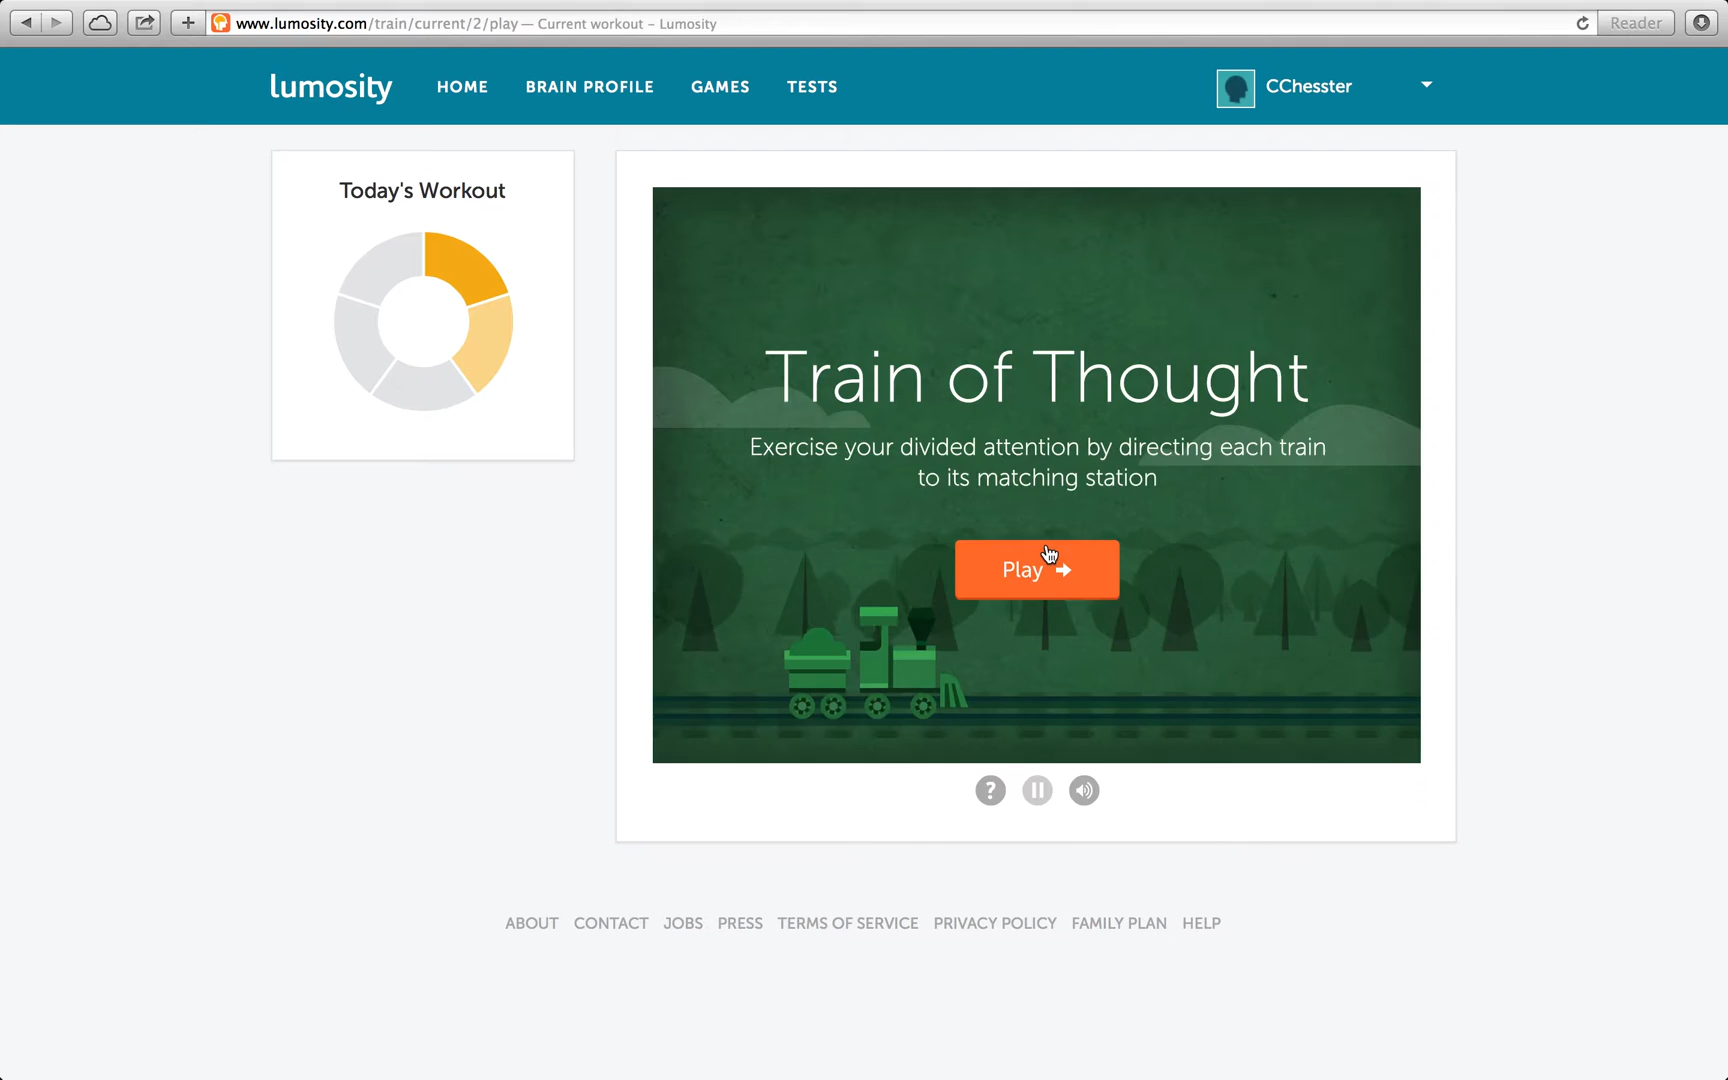 www.lumosity.com/train/current/2/play — Current workout – Lumosity
Reader
lumosity
HOME
BRAIN PROFILE
GAMES
TESTS
CChesster
Today's Workout
Train of Thought
Exercise your divided attention by directing each train
to its matching station
Play
?
ABOUT
CONTACT
JOBS
PRESS
TERMS OF SERVICE
PRIVACY POLICY
FAMILY PLAN
HELP